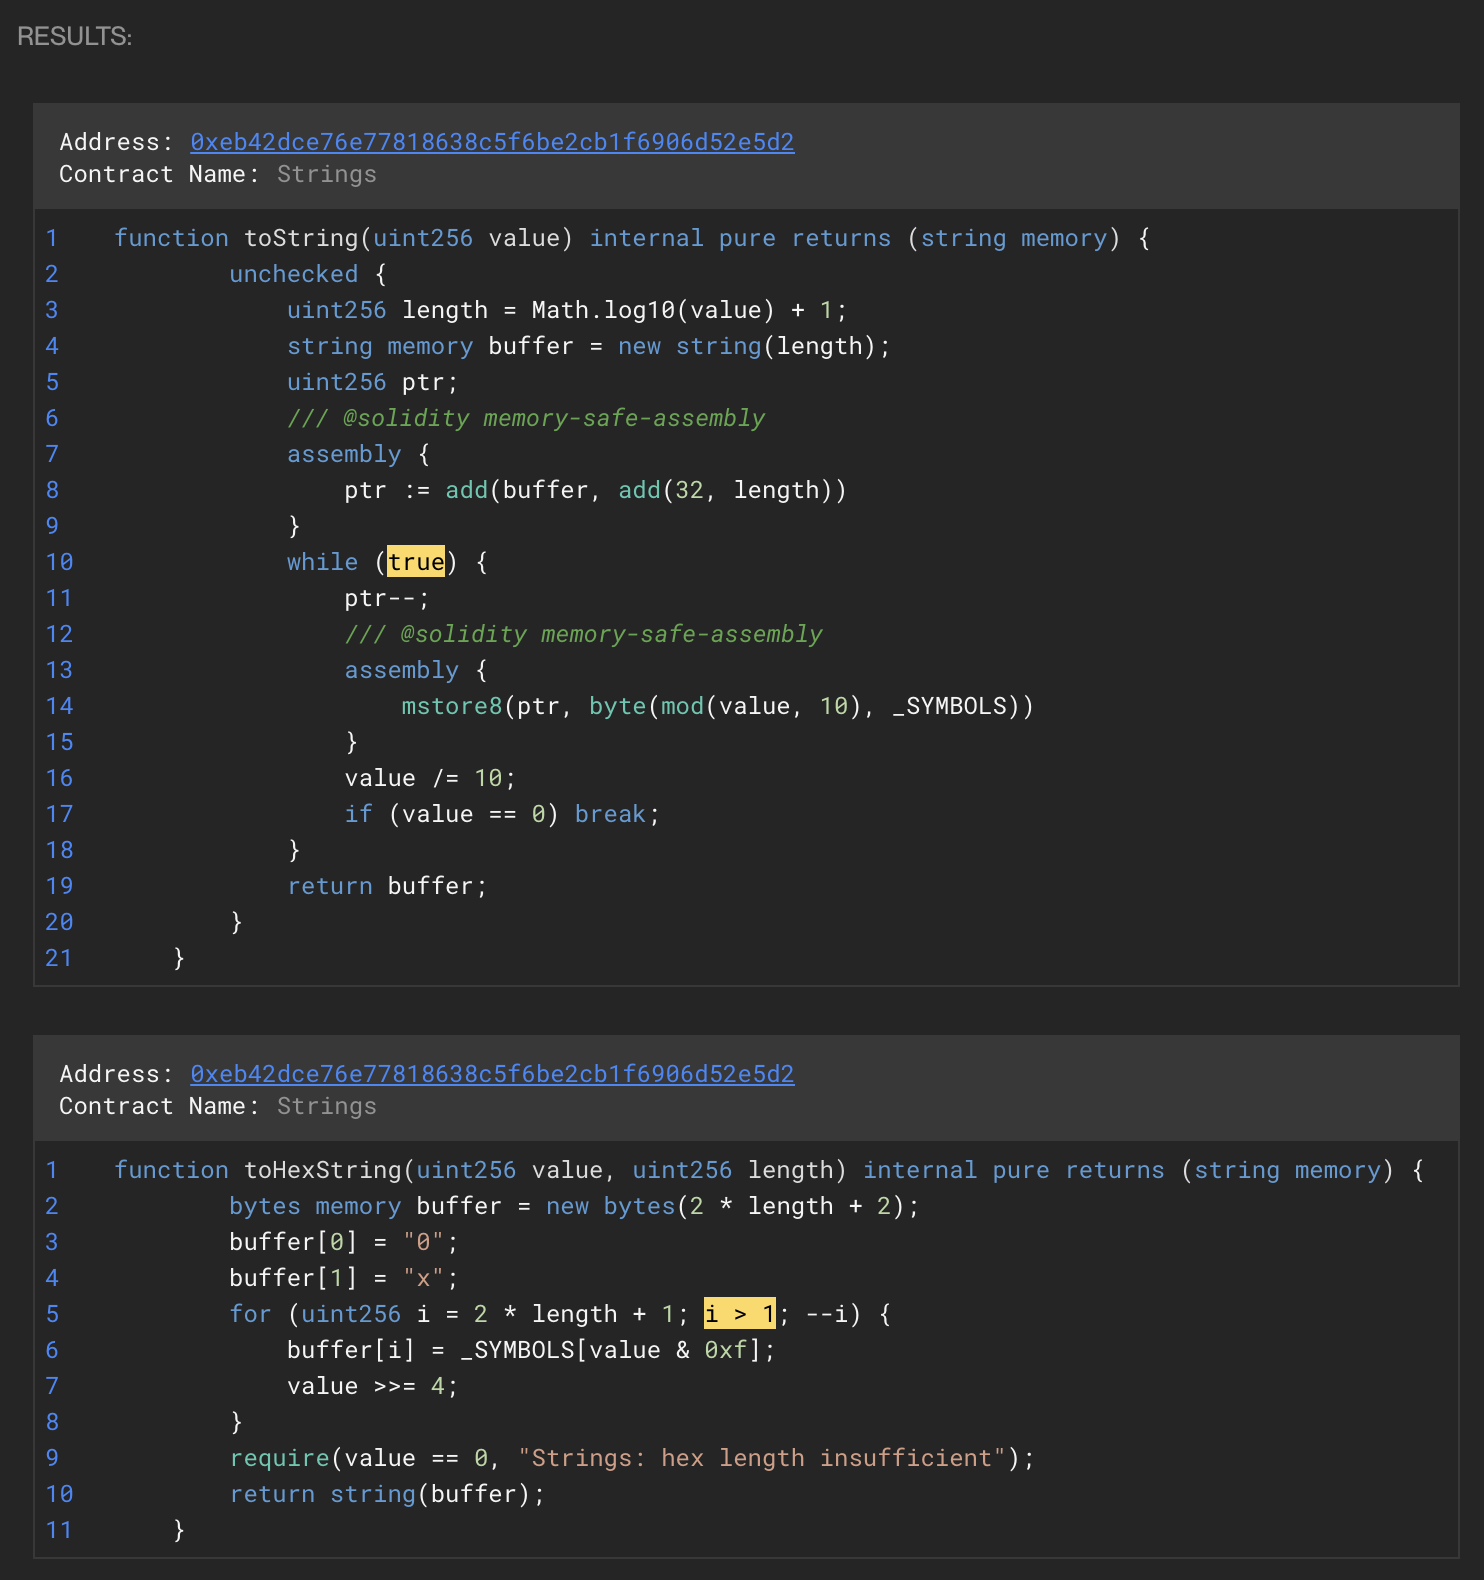 RESULTS:
Address: 0xeb42dce76e77818638c5f6be2cb1f6906d52e5d2
Contract Name: Strings
1 function toString(uint256 value) internal pure returns (string memory) {
2 unchecked {
3 uint256 length = Math.log10(value) + 1;
4 string memory buffer = new string(length);
5 uint256 ptr;
6 /// @solidity memory-safe-assembly
7 assembly {
8 ptr := add(buffer, add(32, length))
9 }
10 while (true) {
11 ptr--;
12 /// @solidity memory-safe-assembly
13 assembly {
14 mstore8(ptr, byte(mod(value, 10), _SYMBOLS))
15 }
16 value /= 10;
17 if (value == 0) break;
18 }
19 return buffer;
20 }
21 }
Address: 0xeb42dce76e77818638c5f6be2cb1f6906d52e5d2
Contract Name: Strings
1 function toHexString(uint256 value, uint256 length) internal pure returns (string memory) {
2 bytes memory buffer = new bytes(2 * length + 2);
3 buffer[0] = "0";
4 buffer[1] = "x";
5 for (uint256 i = 2 * length + 1; i > 1; --i) {
6 buffer[i] = _SYMBOLS[value & 0xf];
7 value >>= 4;
8 }
9 require(value == 0, "Strings: hex length insufficient");
10 return string(buffer);
11 }